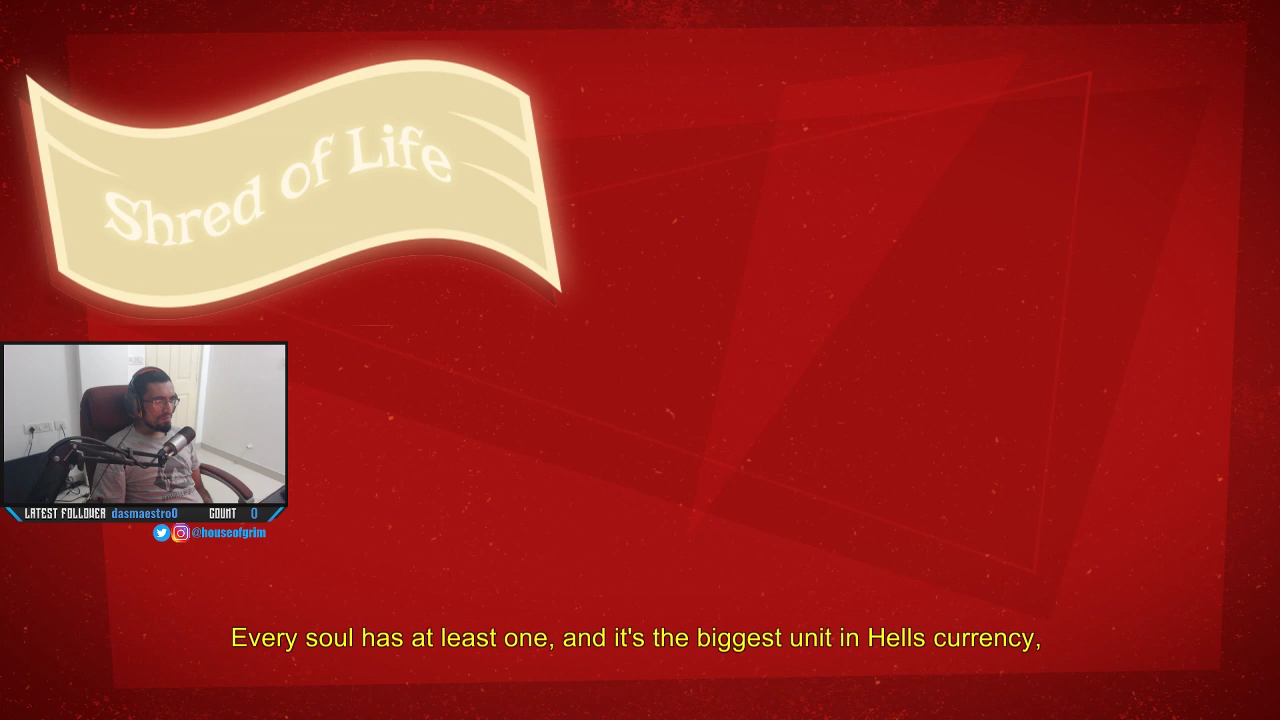 Shred of Life
LATEST FOLLOWER dasmaestro0 COUNT 0
@houseofgrim
Every soul has at least one, and it's the biggest unit in Hells currency,